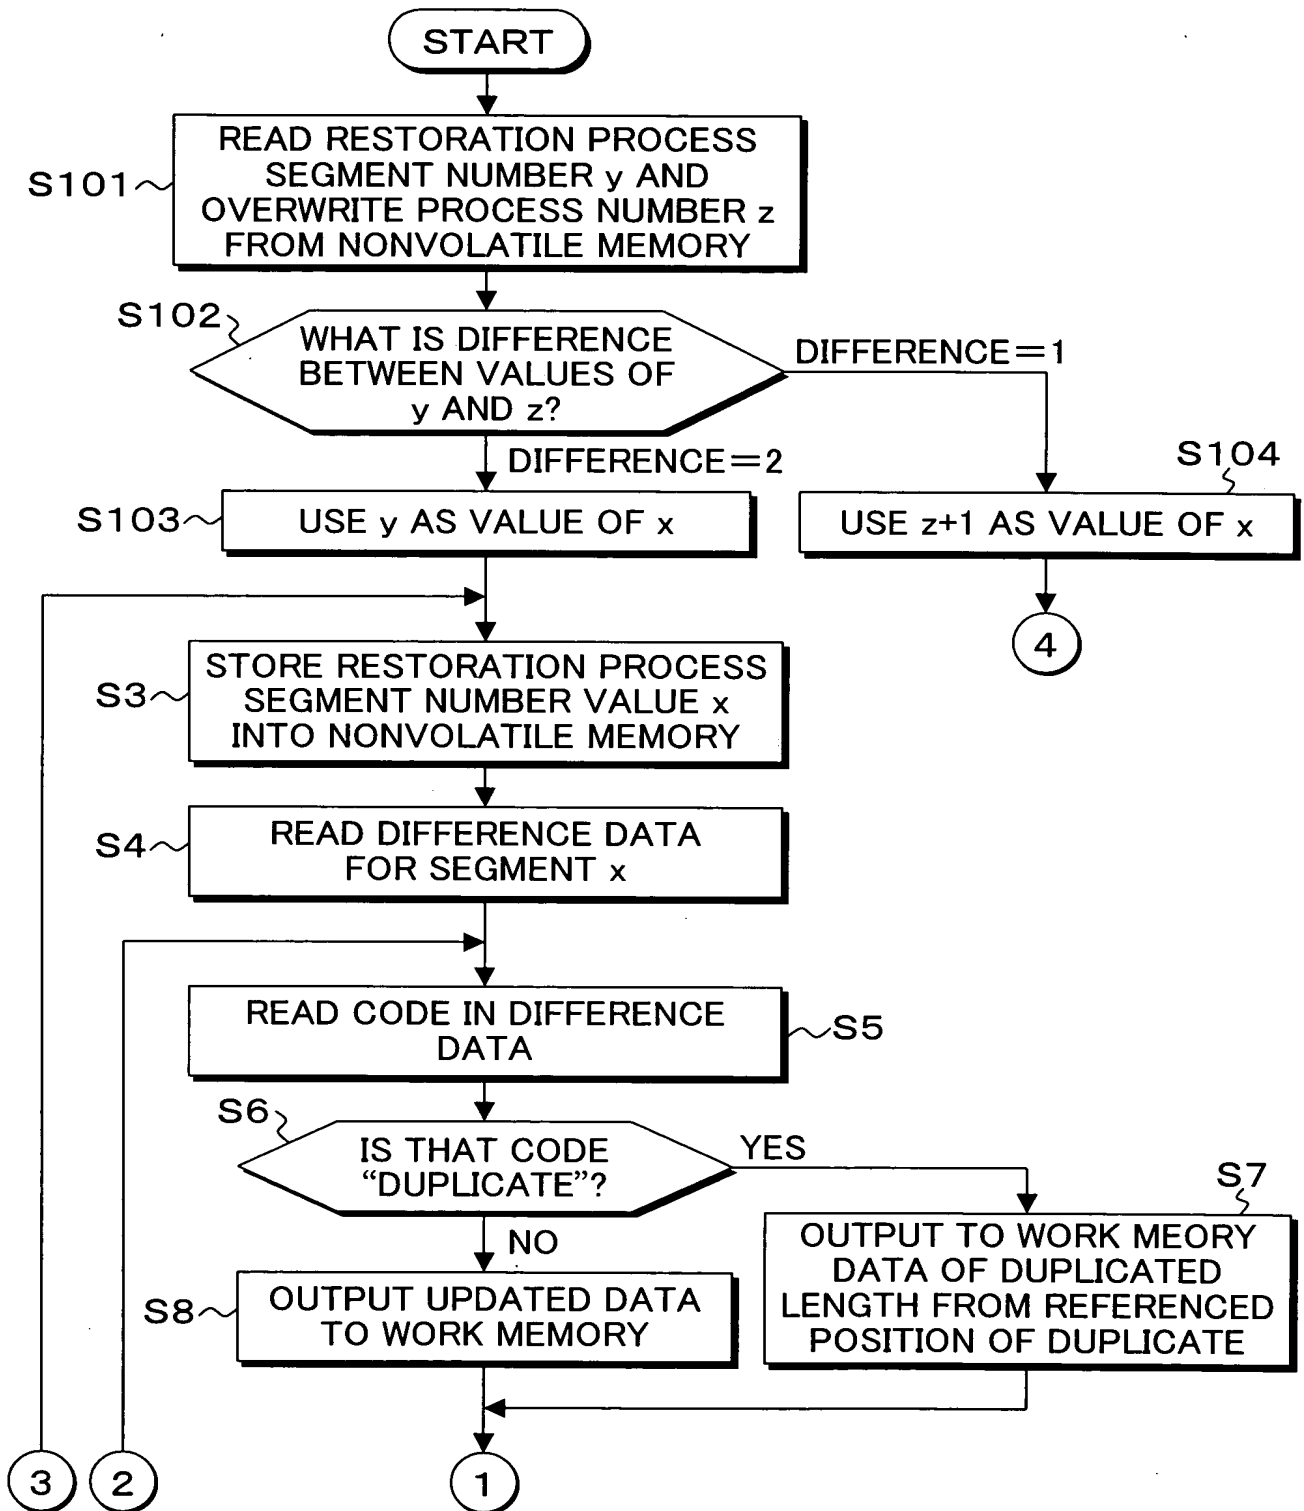 START
S101
READ RESTORATION PROCESS
SEGMENT NUMBER y AND
OVERWRITE PROCESS NUMBER z
FROM NONVOLATILE MEMORY
S102
WHAT IS DIFFERENCE
BETWEEN VALUES OF
y AND z?
DIFFERENCE=1
DIFFERENCE=2
S103
USE y AS VALUE OF x
S104
USE z+1 AS VALUE OF x
4
S3
STORE RESTORATION PROCESS
SEGMENT NUMBER VALUE x
INTO NONVOLATILE MEMORY
S4
READ DIFFERENCE DATA
FOR SEGMENT x
READ CODE IN DIFFERENCE
DATA
S5
S6
IS THAT CODE
“DUPLICATE”?
YES
NO
S7
OUTPUT TO WORK MEORY
DATA OF DUPLICATED
LENGTH FROM REFERENCED
POSITION OF DUPLICATE
S8
OUTPUT UPDATED DATA
TO WORK MEMORY
3
2
1